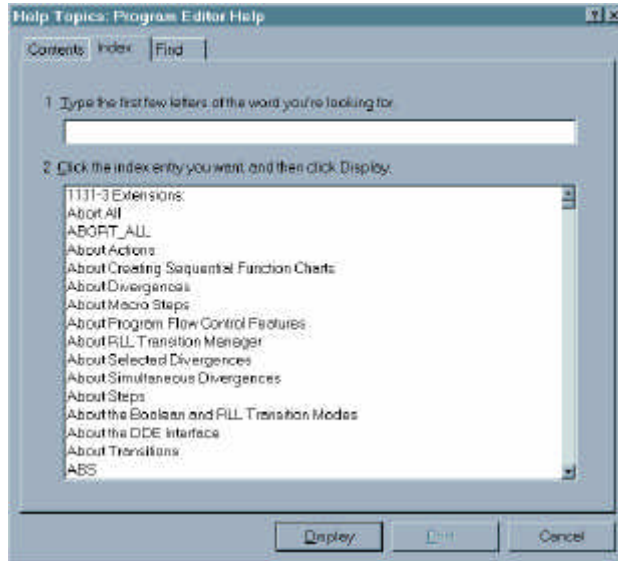 Help Topics: Program Editor Help
Contents Index Find
1 Type the first few letters of the word you're looking for.
2 Click the index entry you want, and then click Display.
1131-3 Extensions:
Abort All
ABORT_ALL
About Actions
About Creating Sequential Function Charts
About Divergences
About Macro Steps
About Program Flow Control Features
About RLL Transition Manager
About Selected Divergences
About Simultaneous Divergences
About Steps
About the Boolean and RLL Transition Modes
About the DDE Interface
About Transitions
ABS
Display Print Cancel